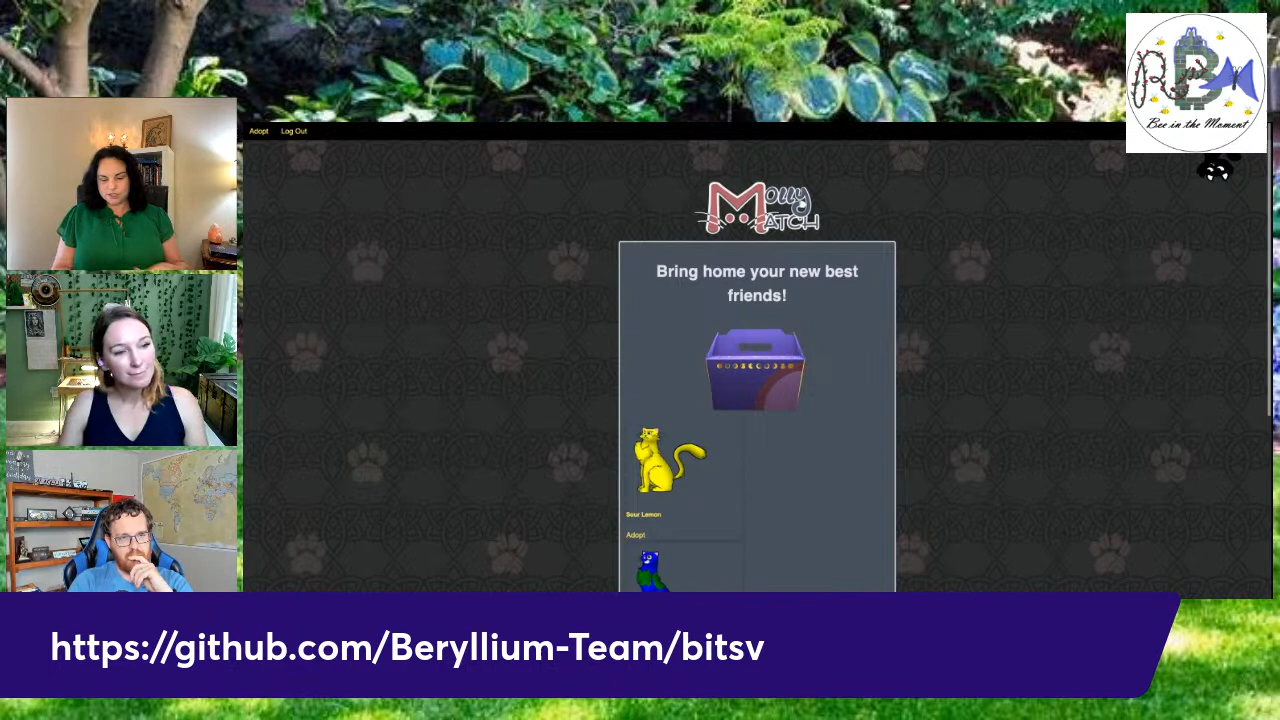 Bee in the Moment
Adopt
Log Out
Molly
Match
Bring home your new best
friends!
Sour Lemon
Adopt
https://github.com/Beryllium-Team/bitsv